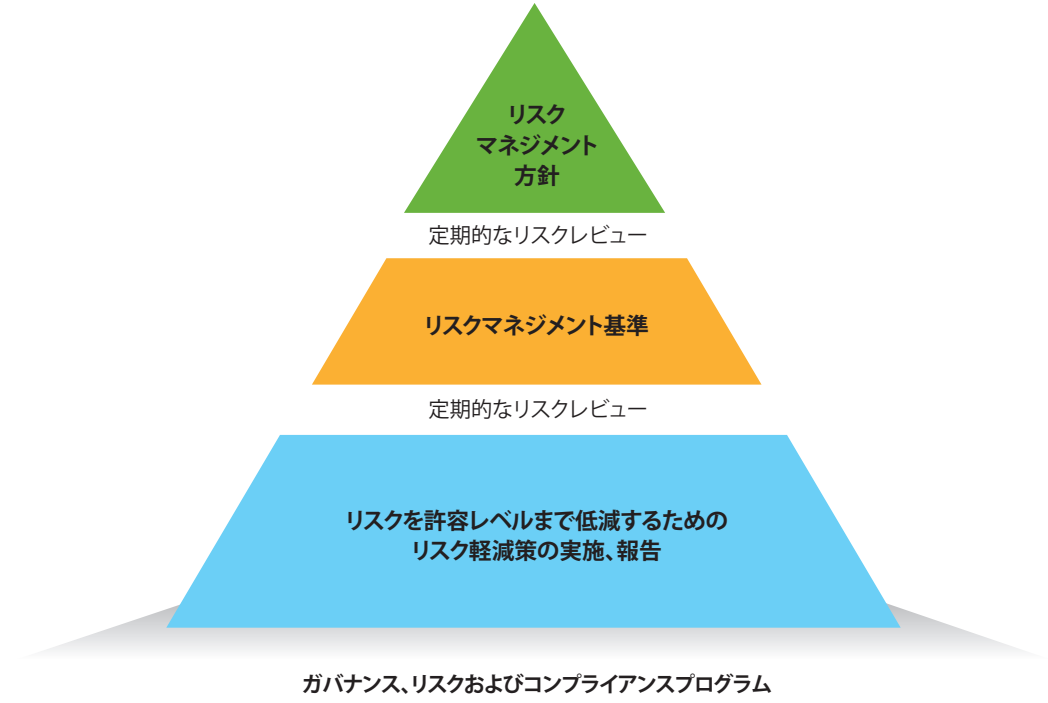 リスク
マネジメント
方針
定期的なリスクレビュー
リスクマネジメント基準
定期的なリスクレビュー
リスクを許容レベルまで低減するための
リスク軽減策の実施、報告
ガバナンス、リスクおよびコンプライアンスプログラム